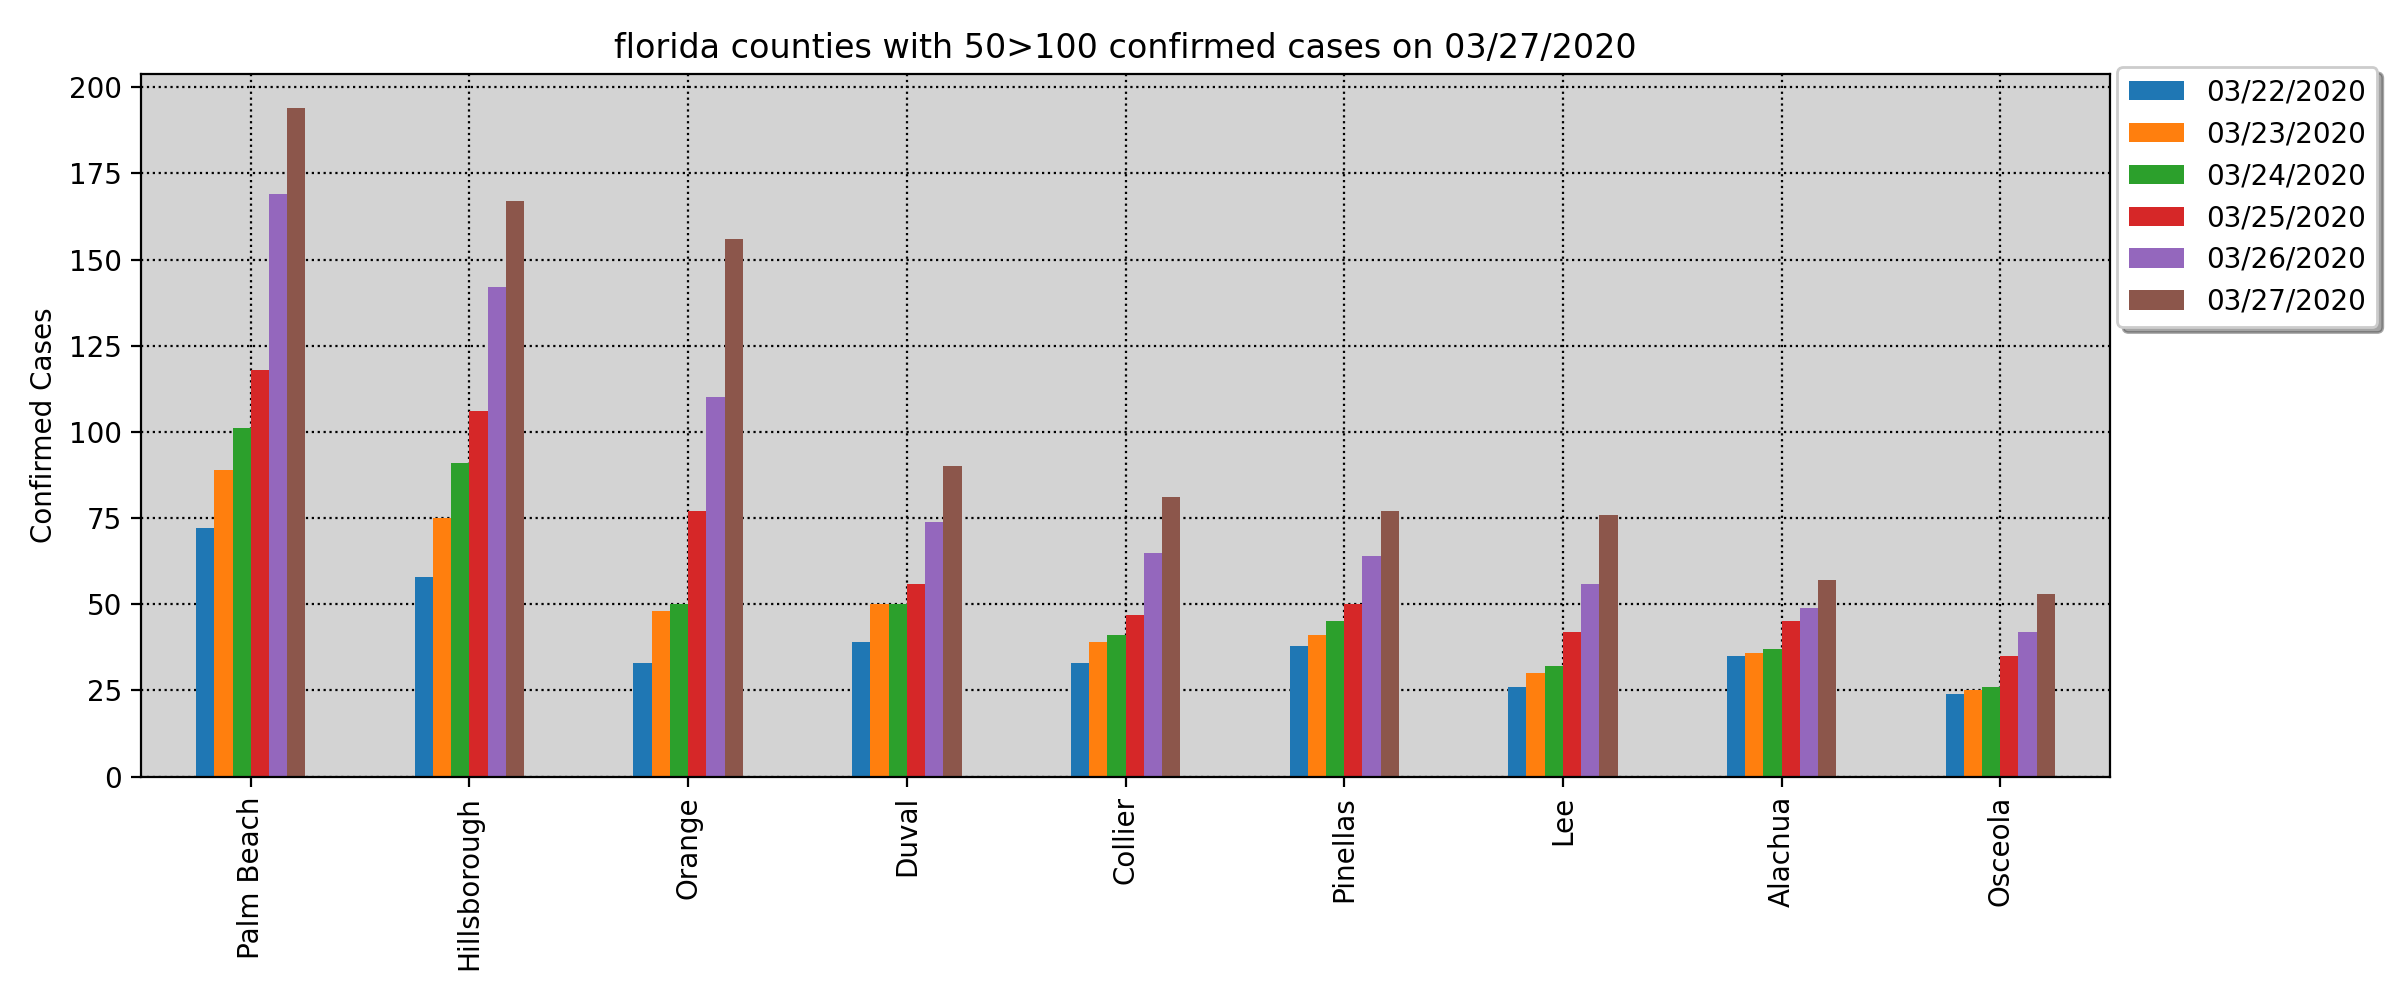 florida counties with 50>100 confirmed cases on 03/27/2020
200
175
150
125
100
75
50
25
0
Confirmed Cases
Palm Beach
Hillsborough
Orange
Duval
Collier
Pinellas
Lee
Alachua
Osceola
03/22/2020
03/23/2020
03/24/2020
03/25/2020
03/26/2020
03/27/2020